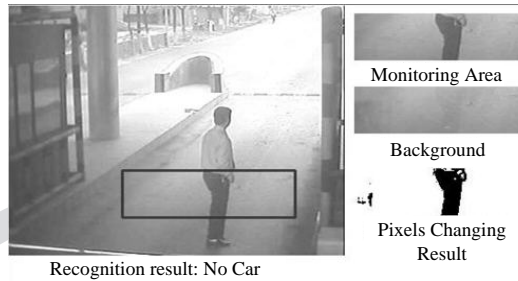 Monitoring Area
Background
Pixels Changing
Result
Recognition result: No Car